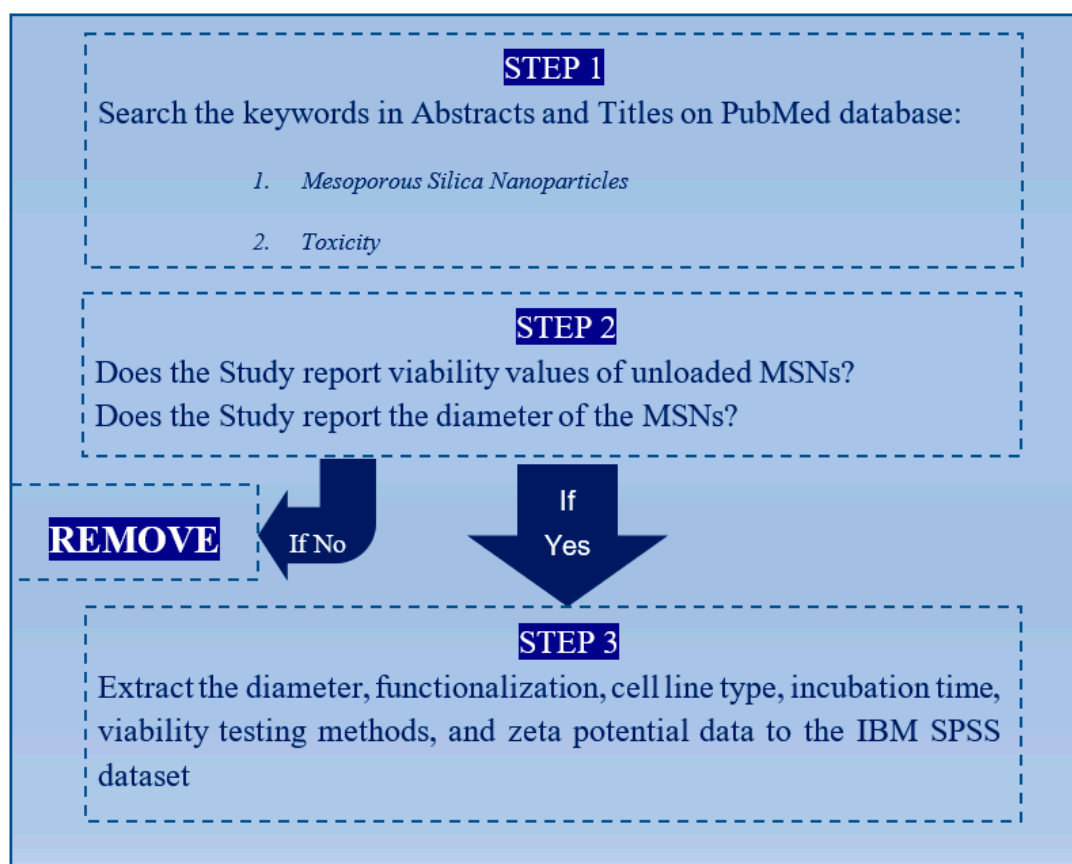 STEP 1
Search the keywords in Abstracts and Titles on PubMed database:
1. Mesoporous Silica Nanoparticles
2. Toxicity
STEP 2
Does the Study report viability values of unloaded MSNs?
Does the Study report the diameter of the MSNs?
REMOVE
If No
If
Yes
STEP 3
Extract the diameter, functionalization, cell line type, incubation time,
viability testing methods, and zeta potential data to the IBM SPSS
dataset